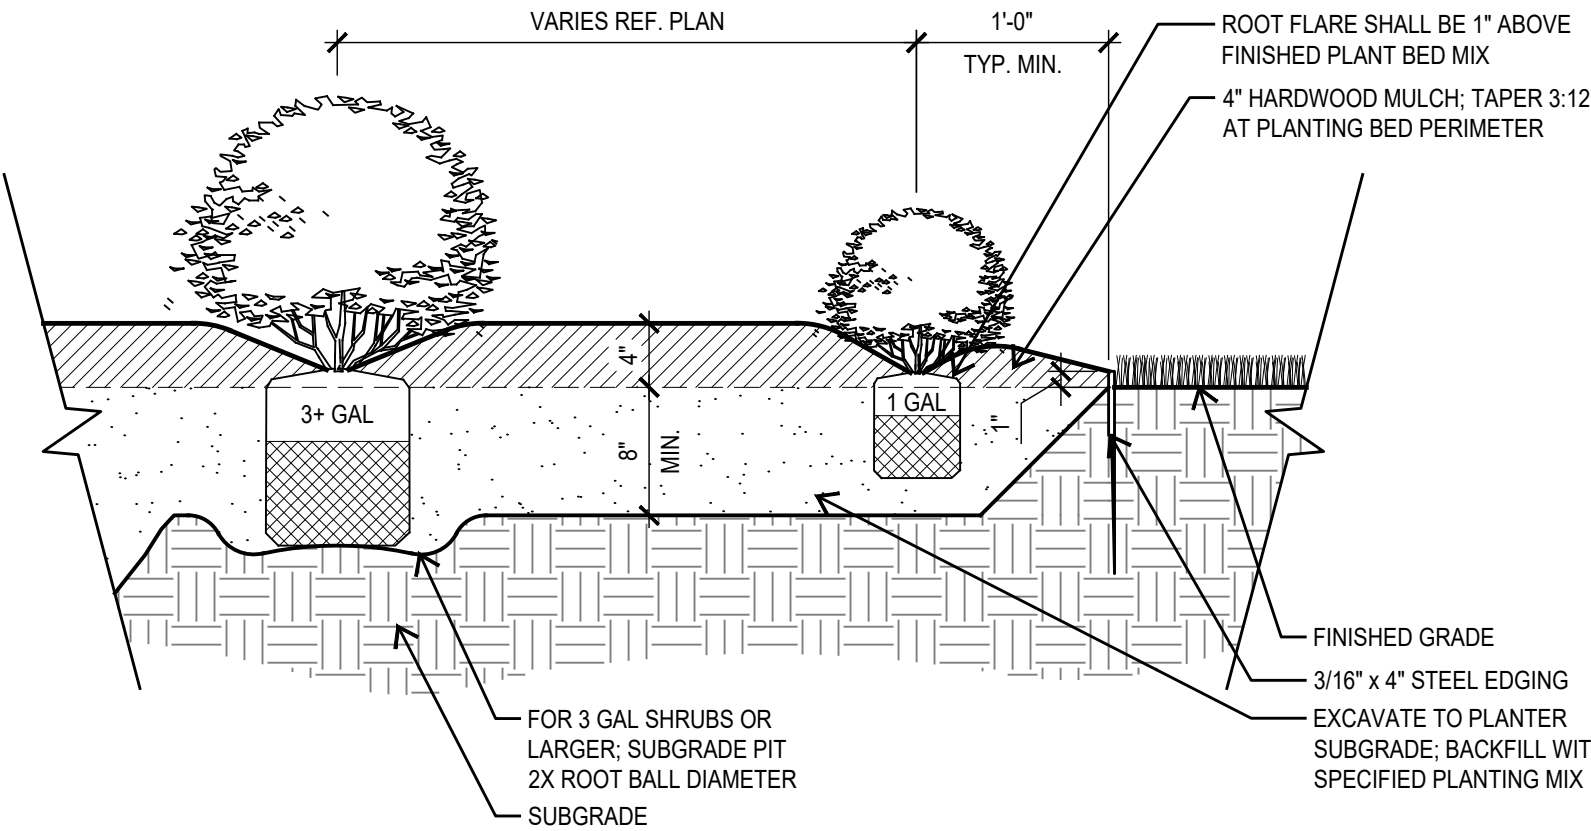 VARIES REF. PLAN
1'-0"
TYP. MIN.
ROOT FLARE SHALL BE 1" ABOVE
FINISHED PLANT BED MIX
4" HARDWOOD MULCH; TAPER 3:12
AT PLANTING BED PERIMETER
4"
3+ GAL
1 GAL
1"
8"
MIN.
FINISHED GRADE
3/16" x 4" STEEL EDGING
EXCAVATE TO PLANTER
SUBGRADE; BACKFILL WIT
SPECIFIED PLANTING MIX
FOR 3 GAL SHRUBS OR
LARGER; SUBGRADE PIT
2X ROOT BALL DIAMETER
SUBGRADE